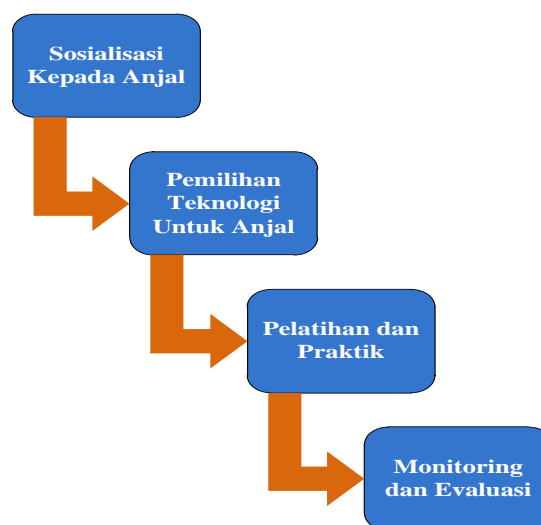 Sosialisasi
Kepada Anjal
Pemilihan
Teknologi
Untuk Anjal
Pelatihan dan
Praktik
Monitoring
dan Evaluasi